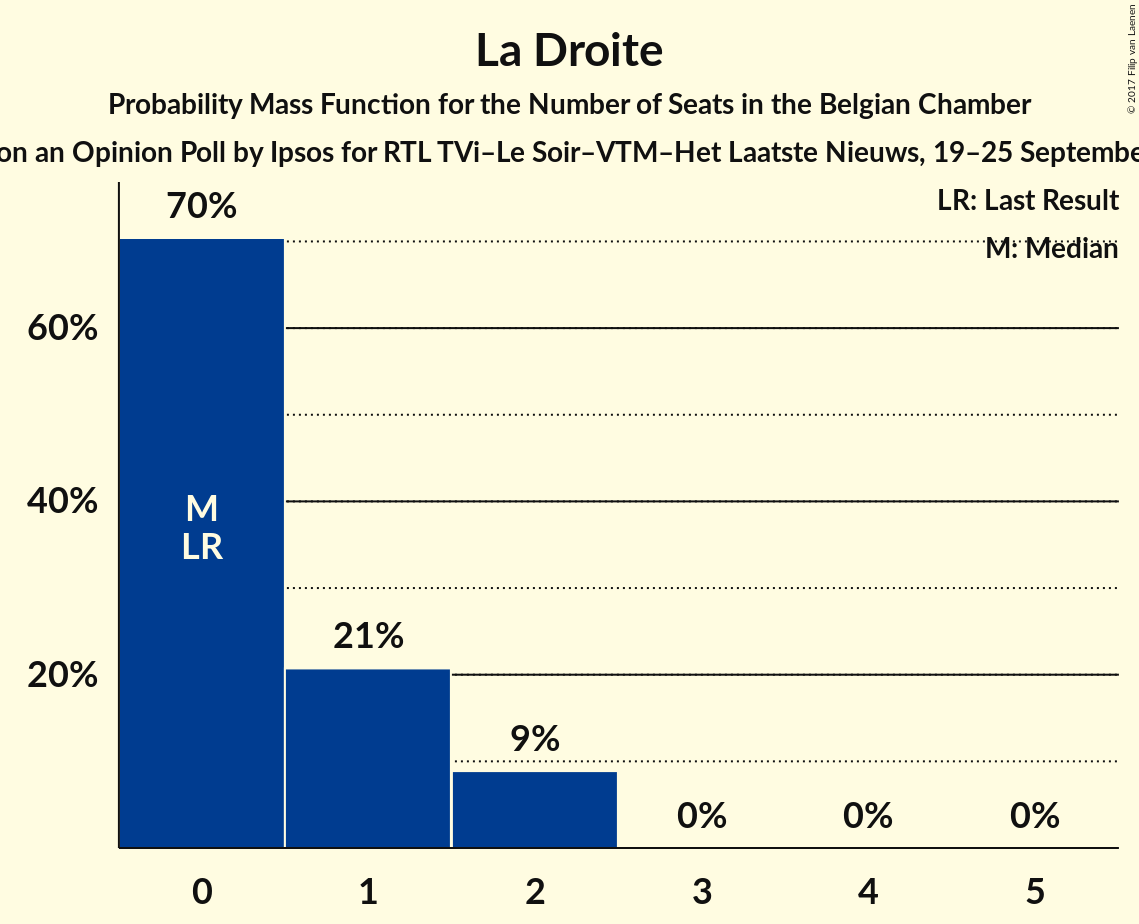 La Droite
Probability Mass Function for the Number of Seats in the Belgian Chamber
on an Opinion Poll by Ipsos for RTL TVi–Le Soir–VTM–Het Laatste Nieuws, 19–25 Septembe
© 2017 Filip van Laenen
LR: Last Result
M: Median
70%
60%
40%
20%
M
LR
21%
9%
0%
0%
0%
0
1
2
3
4
5